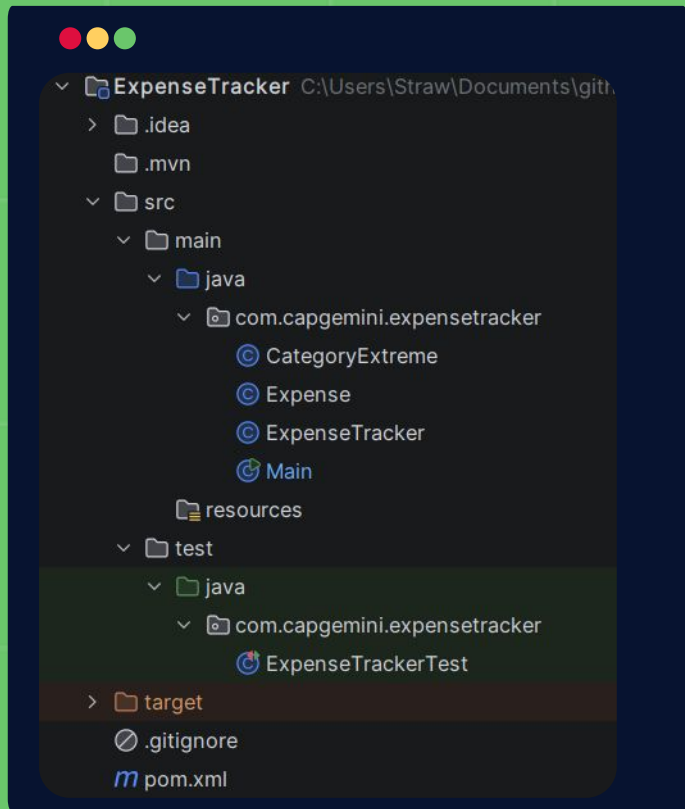 ExpenseTracker C:\Users\Straw\Documents\gith
.idea
.mvn
src
main
java
com.capgemini.expensetracker
CategoryExtreme
Expense
ExpenseTracker
Main
resources
test
java
com.capgemini.expensetracker
ExpenseTrackerTest
target
.gitignore
m pom.xml